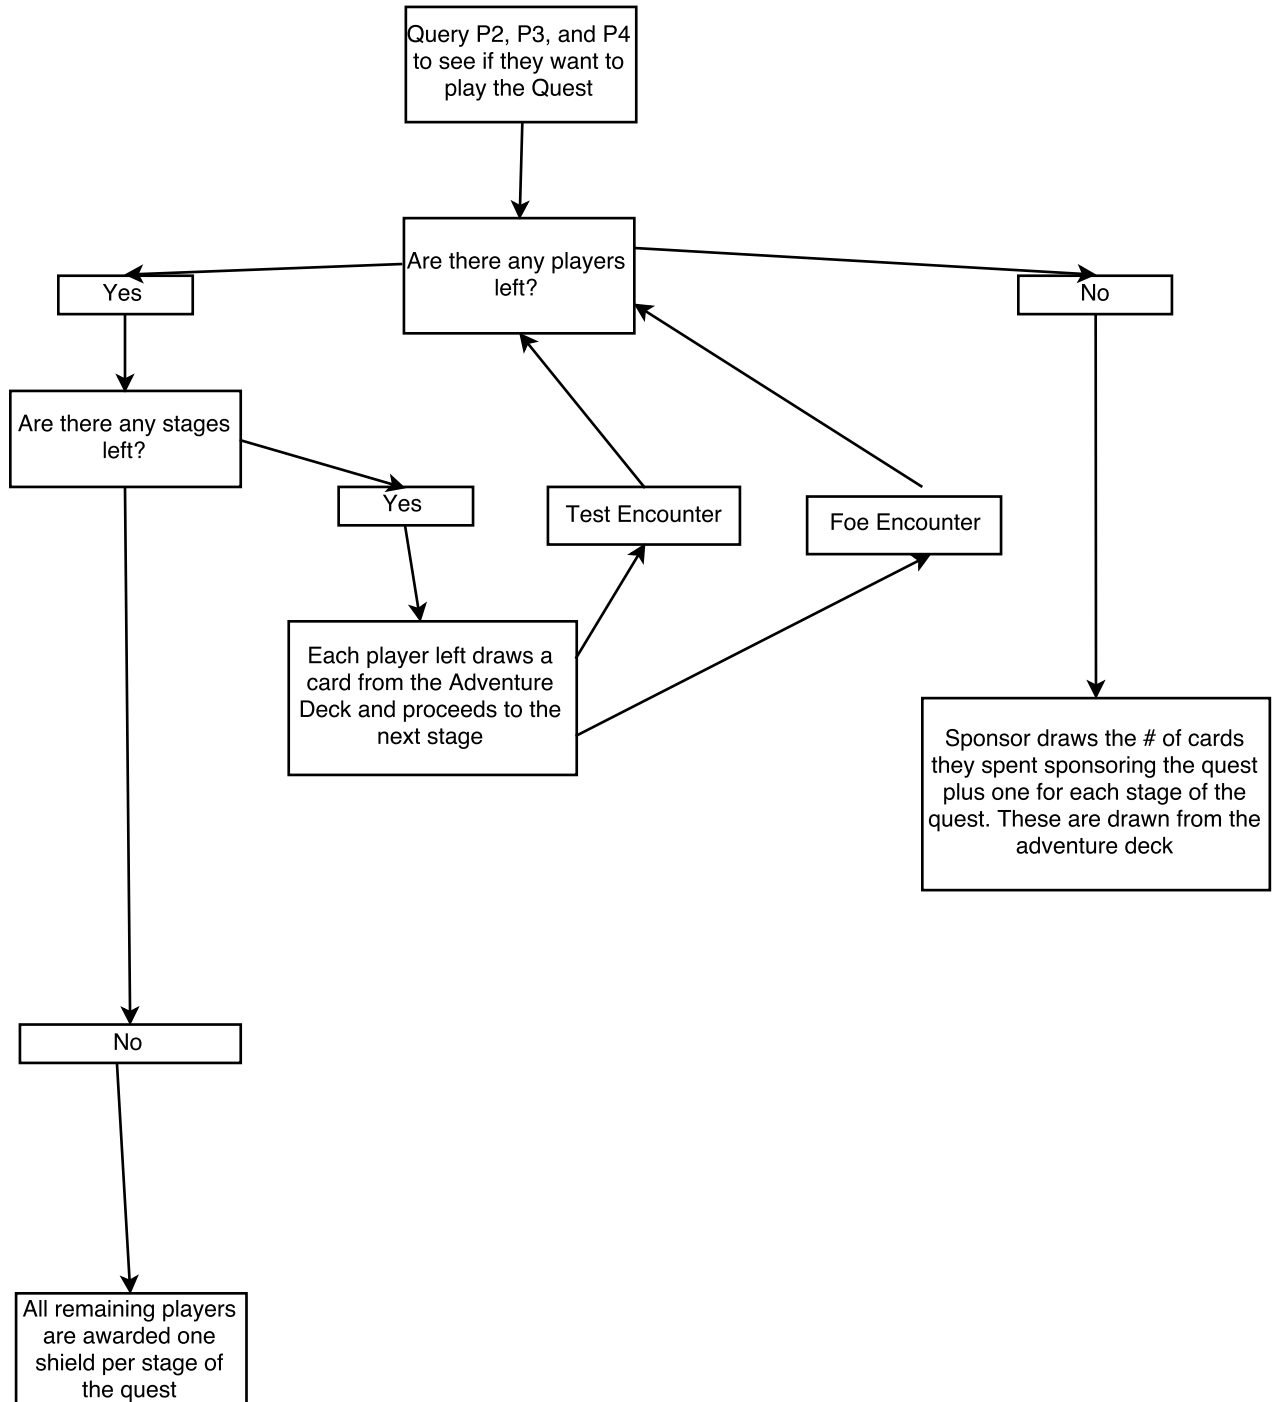 Query P2, P3, and P4
to see if they want to
play the Quest
Are there any players
left?
Yes
No
Are there any stages
left?
Yes
Test Encounter
Foe Encounter
Each player left draws a
card from the Adventure
Deck and proceeds to the
next stage
Sponsor draws the # of cards
they spent sponsoring the quest
plus one for each stage of the
quest. These are drawn from the
adventure deck
No
All remaining players
are awarded one
shield per stage of
the quest